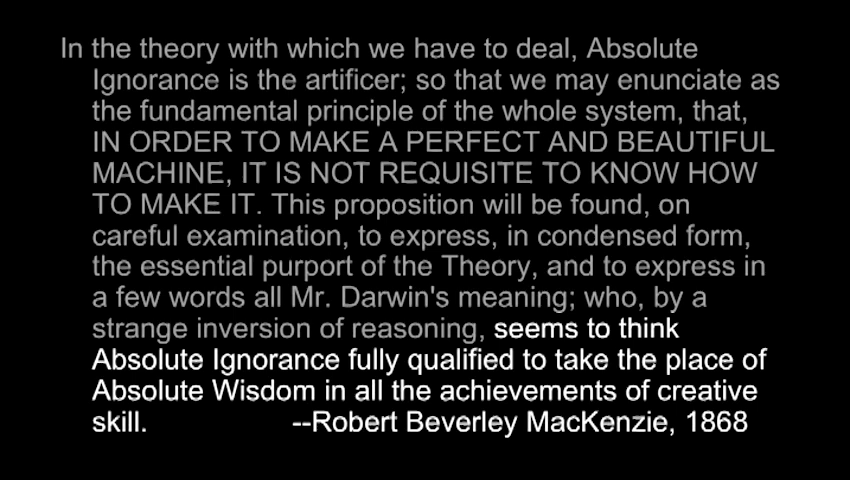 In the theory with which we have to deal, Absolute
Ignorance is the artificer; so that we may enunciate as
the fundamental principle of the whole system, that,
IN ORDER TO MAKE A PERFECT AND BEAUTIFUL
MACHINE, IT IS NOT REQUISITE TO KNOW HOW
TO MAKE IT. This proposition will be found, on
careful examination, to express, in condensed form,
the essential purport of the Theory, and to express in
a few words all Mr. Darwin's meaning; who, by a
strange inversion of reasoning, seems to think
Absolute Ignorance fully qualified to take the place of
Absolute Wisdom in all the achievements of creative
skill. --Robert Beverley MacKenzie, 1868